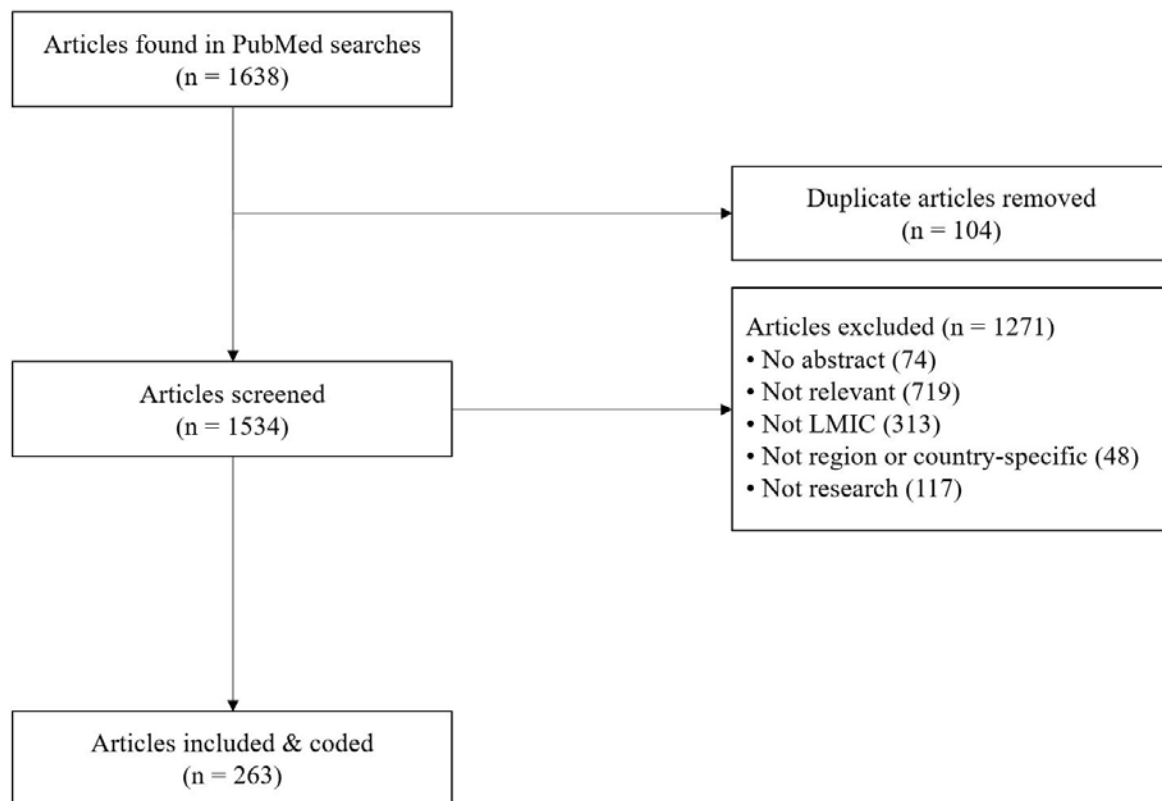 Articles found in PubMed searches
(n = 1638)
Duplicate articles removed
(n = 104)
Articles excluded (n = 1271)
• No abstract (74)
• Not relevant (719)
• Not LMIC (313)
• Not region or country-specific (48)
• Not research (117)
Articles screened
(n = 1534)
Articles included & coded
(n = 263)